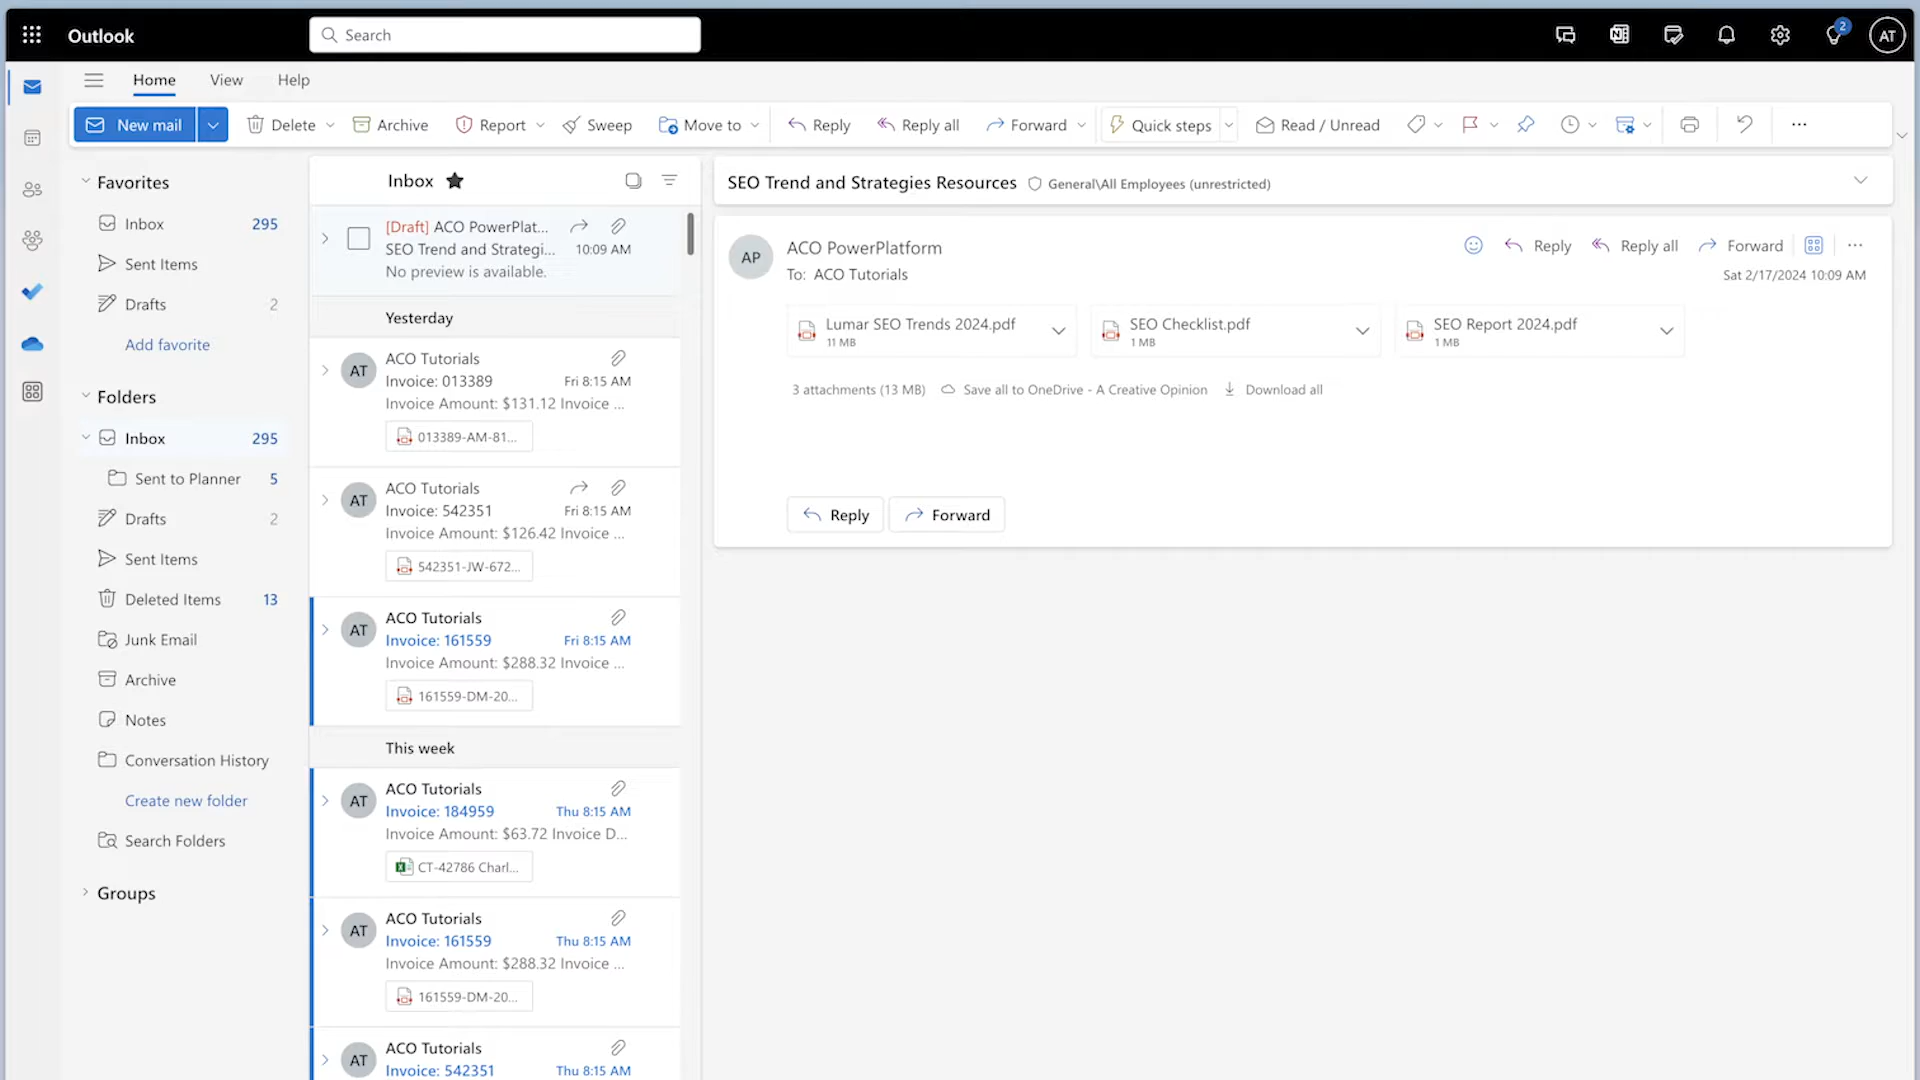 Outlook
Search
2
AT
Home View Help
New mail Delete Archive Report Sweep Move to Reply Reply all Forward Quick steps Read / Unread
Favorites
Inbox 295
Sent Items
Drafts 2
Add favorite
Folders
Inbox 295
Sent to Planner 5
Drafts 2
Sent Items
Deleted Items 13
Junk Email
Archive
Notes
Conversation History
Create new folder
Search Folders
Groups
Inbox
[Draft] ACO PowerPlat...
SEO Trend and Strategi... 10:09 AM
No preview is available.
Yesterday
AT
ACO Tutorials
Invoice: 013389 Fri 8:15 AM
Invoice Amount: $131.12 Invoice ...
013389-AM-81...
AT
ACO Tutorials
Invoice: 542351 Fri 8:15 AM
Invoice Amount: $126.42 Invoice ...
542351-JW-672...
AT
ACO Tutorials
Invoice: 161559 Fri 8:15 AM
Invoice Amount: $288.32 Invoice ...
161559-DM-20...
This week
AT
ACO Tutorials
Invoice: 184959 Thu 8:15 AM
Invoice Amount: $63.72 Invoice D...
CT-42786 Charl...
AT
ACO Tutorials
Invoice: 161559 Thu 8:15 AM
Invoice Amount: $288.32 Invoice ...
161559-DM-20...
AT
ACO Tutorials
Invoice: 542351 Thu 8:15 AM
SEO Trend and Strategies Resources General\All Employees (unrestricted)
AP
ACO PowerPlatform
To: ACO Tutorials
Reply Reply all Forward
Sat 2/17/2024 10:09 AM
Lumar SEO Trends 2024.pdf
11 MB
SEO Checklist.pdf
1 MB
SEO Report 2024.pdf
1 MB
3 attachments (13 MB) Save all to OneDrive - A Creative Opinion Download all
Reply Forward